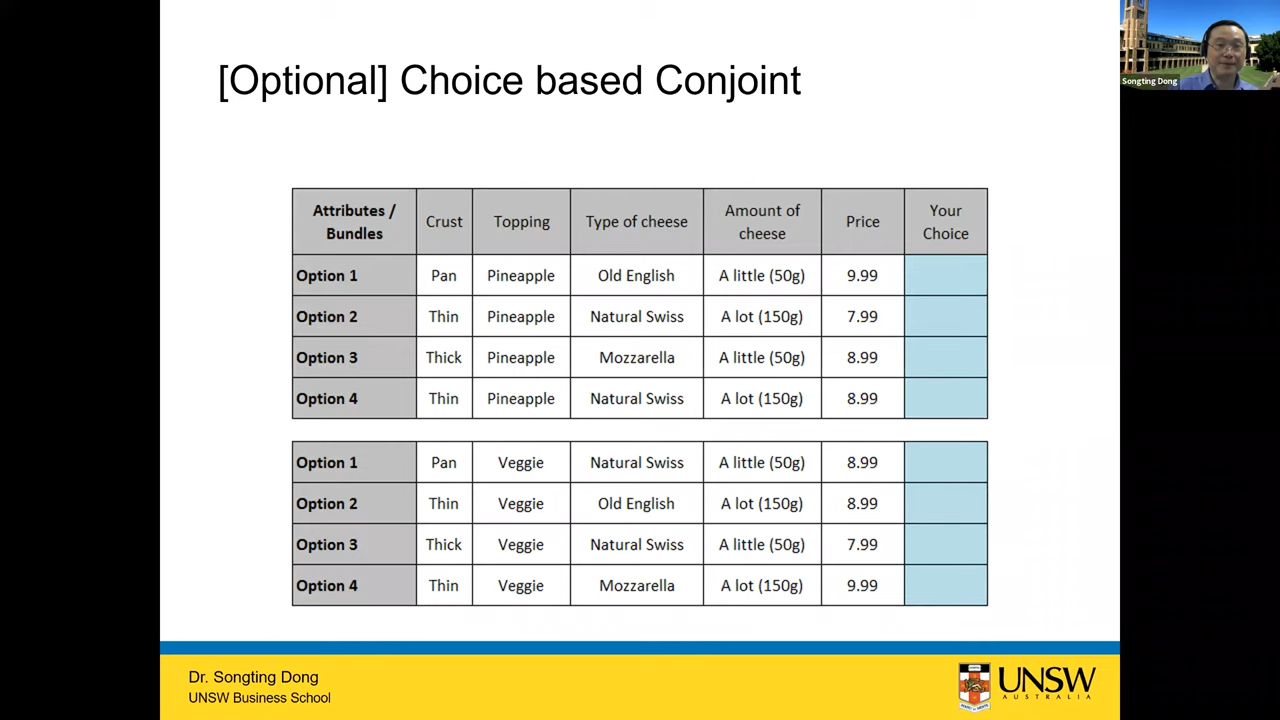 [Optional] Choice based Conjoint
Songting Dong
Attributes / Bundles Crust Topping Type of cheese Amount of cheese Price Your Choice
Option 1 Pan Pineapple Old English A little (50g) 9.99
Option 2 Thin Pineapple Natural Swiss A lot (150g) 7.99
Option 3 Thick Pineapple Mozzarella A little (50g) 8.99
Option 4 Thin Pineapple Natural Swiss A lot (150g) 8.99
Option 1 Pan Veggie Natural Swiss A little (50g) 8.99
Option 2 Thin Veggie Old English A lot (150g) 8.99
Option 3 Thick Veggie Natural Swiss A little (50g) 7.99
Option 4 Thin Veggie Mozzarella A lot (150g) 9.99
Dr. Songting Dong
UNSW Business School
UNSW
AUSTRALIA